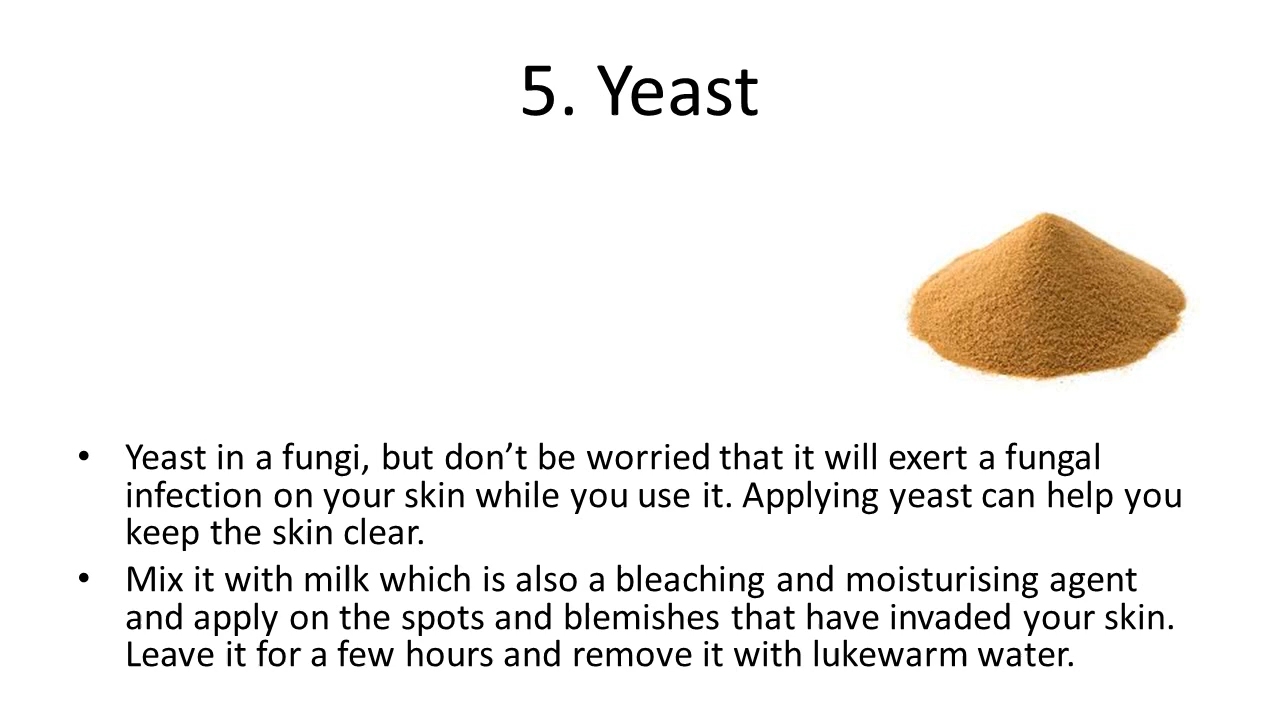 5. Yeast
• Yeast in a fungi, but don’t be worried that it will exert a fungal
infection on your skin while you use it. Applying yeast can help you
keep the skin clear.
• Mix it with milk which is also a bleaching and moisturising agent
and apply on the spots and blemishes that have invaded your skin.
Leave it for a few hours and remove it with lukewarm water.